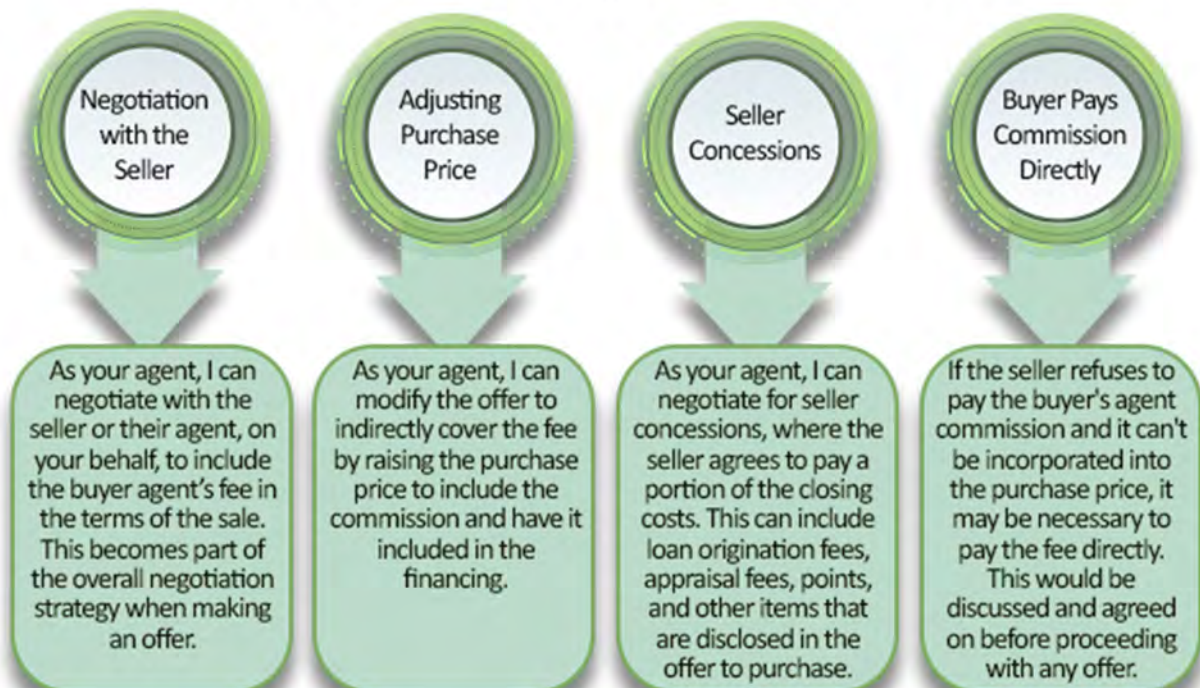 Negotiation
with the
Seller
As your agent, I can
negotiate with the
seller or their agent, on
your behalf, to include
the buyer agent's fee in
the terms of the sale.
This becomes part of
the overall negotiation
strategy when making
an offer.
Adjusting
Purchase
Price
As your agent, I can
modify the offer to
indirectly cover the fee
by raising the purchase
price to include the
commission and have it
included in the
financing.
Seller
Concessions
As your agent, I can
negotiate for seller
concessions, where the
seller agrees to pay a
portion of the closing
costs. This can include
loan origination fees,
appraisal fees, points,
and other items that
are disclosed in the
offer to purchase.
Buyer Pays
Commission
Directly
If the seller refuses to
pay the buyer's agent
commission and it can't
be incorporated into
the purchase price, it
may be necessary to
pay the fee directly.
This would be
discussed and agreed
on before proceeding
with any offer.